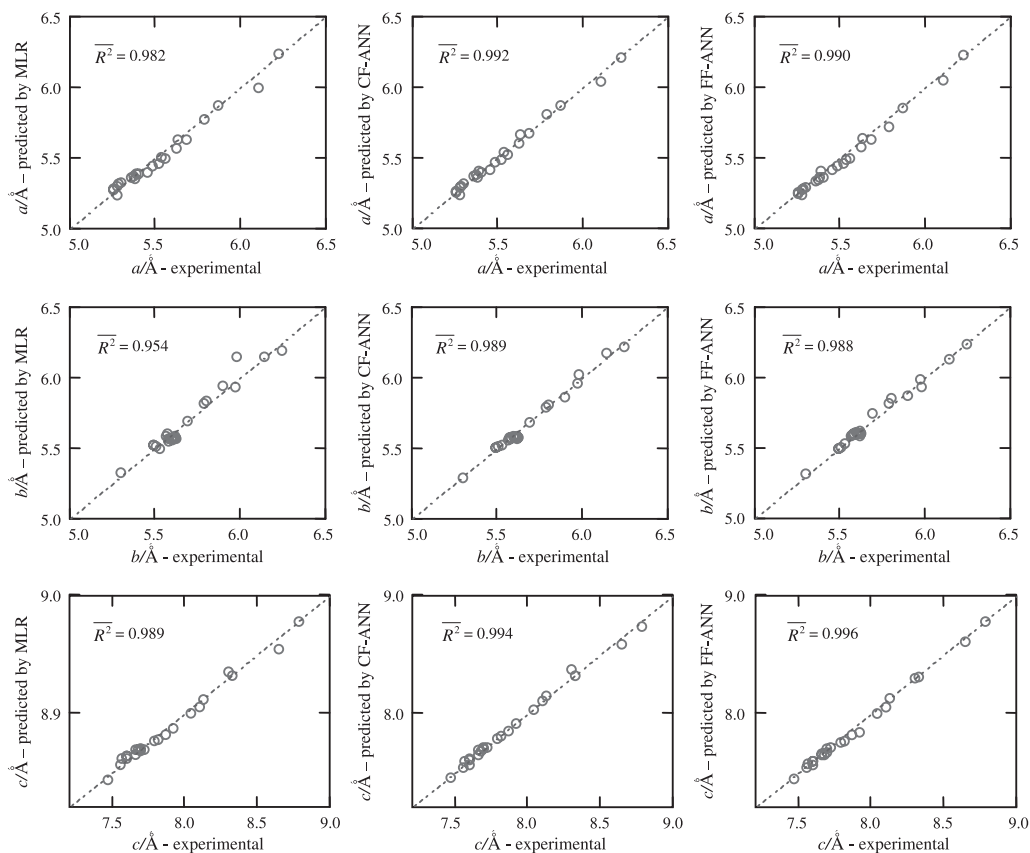 a/Å – predicted by MLR
6.5
6.0
5.5
5.0
R² = 0.982
5.0 5.5 6.0 6.5
a/Å - experimental
a/Å – predicted by CF-ANN
6.5
6.0
5.5
5.0
R² = 0.992
5.0 5.5 6.0 6.5
a/Å - experimental
a/Å – predicted by FF-ANN
6.5
6.0
5.5
5.0
R² = 0.990
5.0 5.5 6.0 6.5
a/Å - experimental
b/Å – predicted by MLR
6.5
6.0
5.5
5.0
R² = 0.954
5.0 5.5 6.0 6.5
b/Å - experimental
b/Å – predicted by CF-ANN
6.5
6.0
5.5
5.0
R² = 0.989
5.0 5.5 6.0 6.5
b/Å - experimental
b/Å – predicted by FF-ANN
6.5
6.0
5.5
5.0
R² = 0.988
5.0 5.5 6.0 6.5
b/Å - experimental
c/Å – predicted by MLR
9.0
8.9
R² = 0.989
7.5 8.0 8.5 9.0
c/Å - experimental
c/Å – predicted by CF-ANN
9.0
8.0
R² = 0.994
7.5 8.0 8.5 9.0
c/Å - experimental
c/Å – predicted by FF-ANN
9.0
8.0
R² = 0.996
7.5 8.0 8.5 9.0
c/Å - experimental